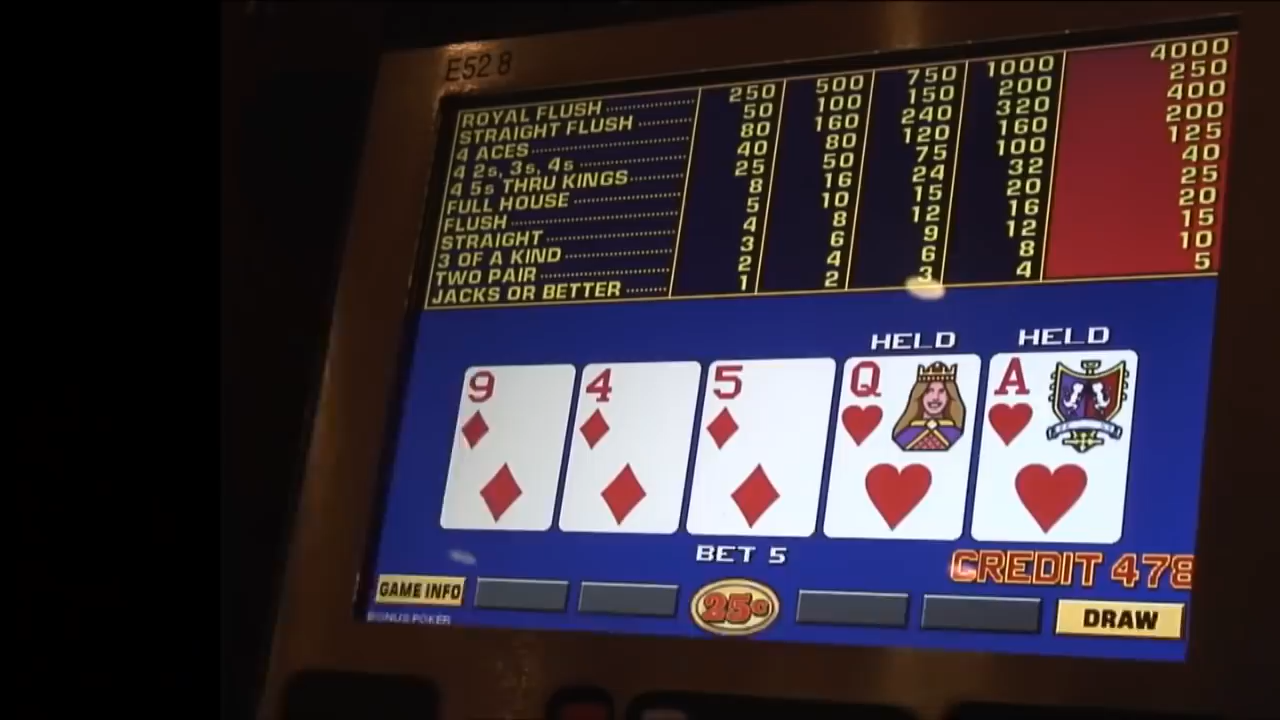 E528
ROYAL FLUSH 250 500 750 1000 4000
STRAIGHT FLUSH 50 100 150 200 250
4 ACES 80 160 240 320 400
4 2s, 3s, 4s 40 80 120 160 200
4 5s THRU KINGS 25 50 75 100 125
FULL HOUSE 8 16 24 32 40
FLUSH 5 10 15 20 25
STRAIGHT 4 8 12 16 20
3 OF A KIND 3 6 9 12 15
TWO PAIR 2 4 6 8 10
JACKS OR BETTER 1 2 3 4 5
HELD HELD
9 4 5 Q A
BET 5
CREDIT 478
GAME INFO 25¢ DRAW
BONUS POKER